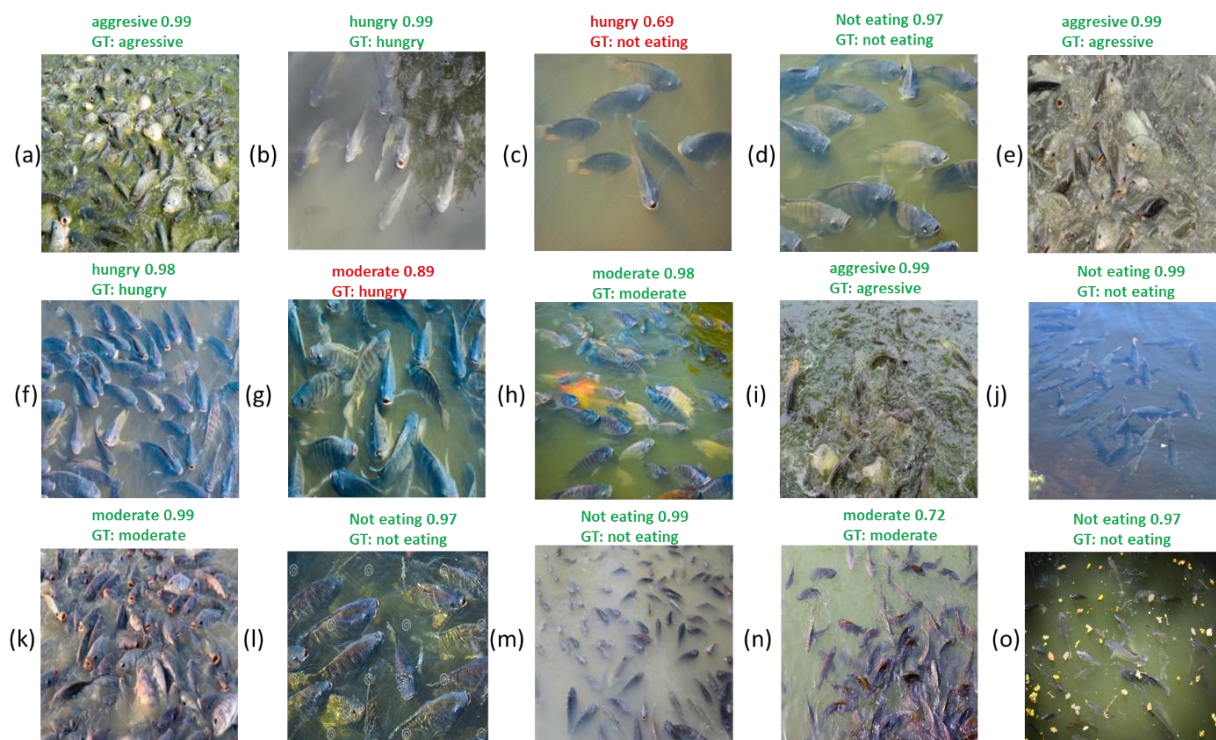 aggresive 0.99
GT: agressive
hungry 0.99
GT: hungry
hungry 0.69
GT: not eating
Not eating 0.97
GT: not eating
aggresive 0.99
GT: agressive
(a)
(b)
(c)
(d)
(e)
hungry 0.98
GT: hungry
moderate 0.89
GT: hungry
moderate 0.98
GT: moderate
aggresive 0.99
GT: agressive
Not eating 0.99
GT: not eating
(f)
(g)
(h)
(i)
(j)
moderate 0.99
GT: moderate
Not eating 0.97
GT: not eating
Not eating 0.99
GT: not eating
moderate 0.72
GT: moderate
Not eating 0.97
GT: not eating
(k)
(l)
(m)
(n)
(o)